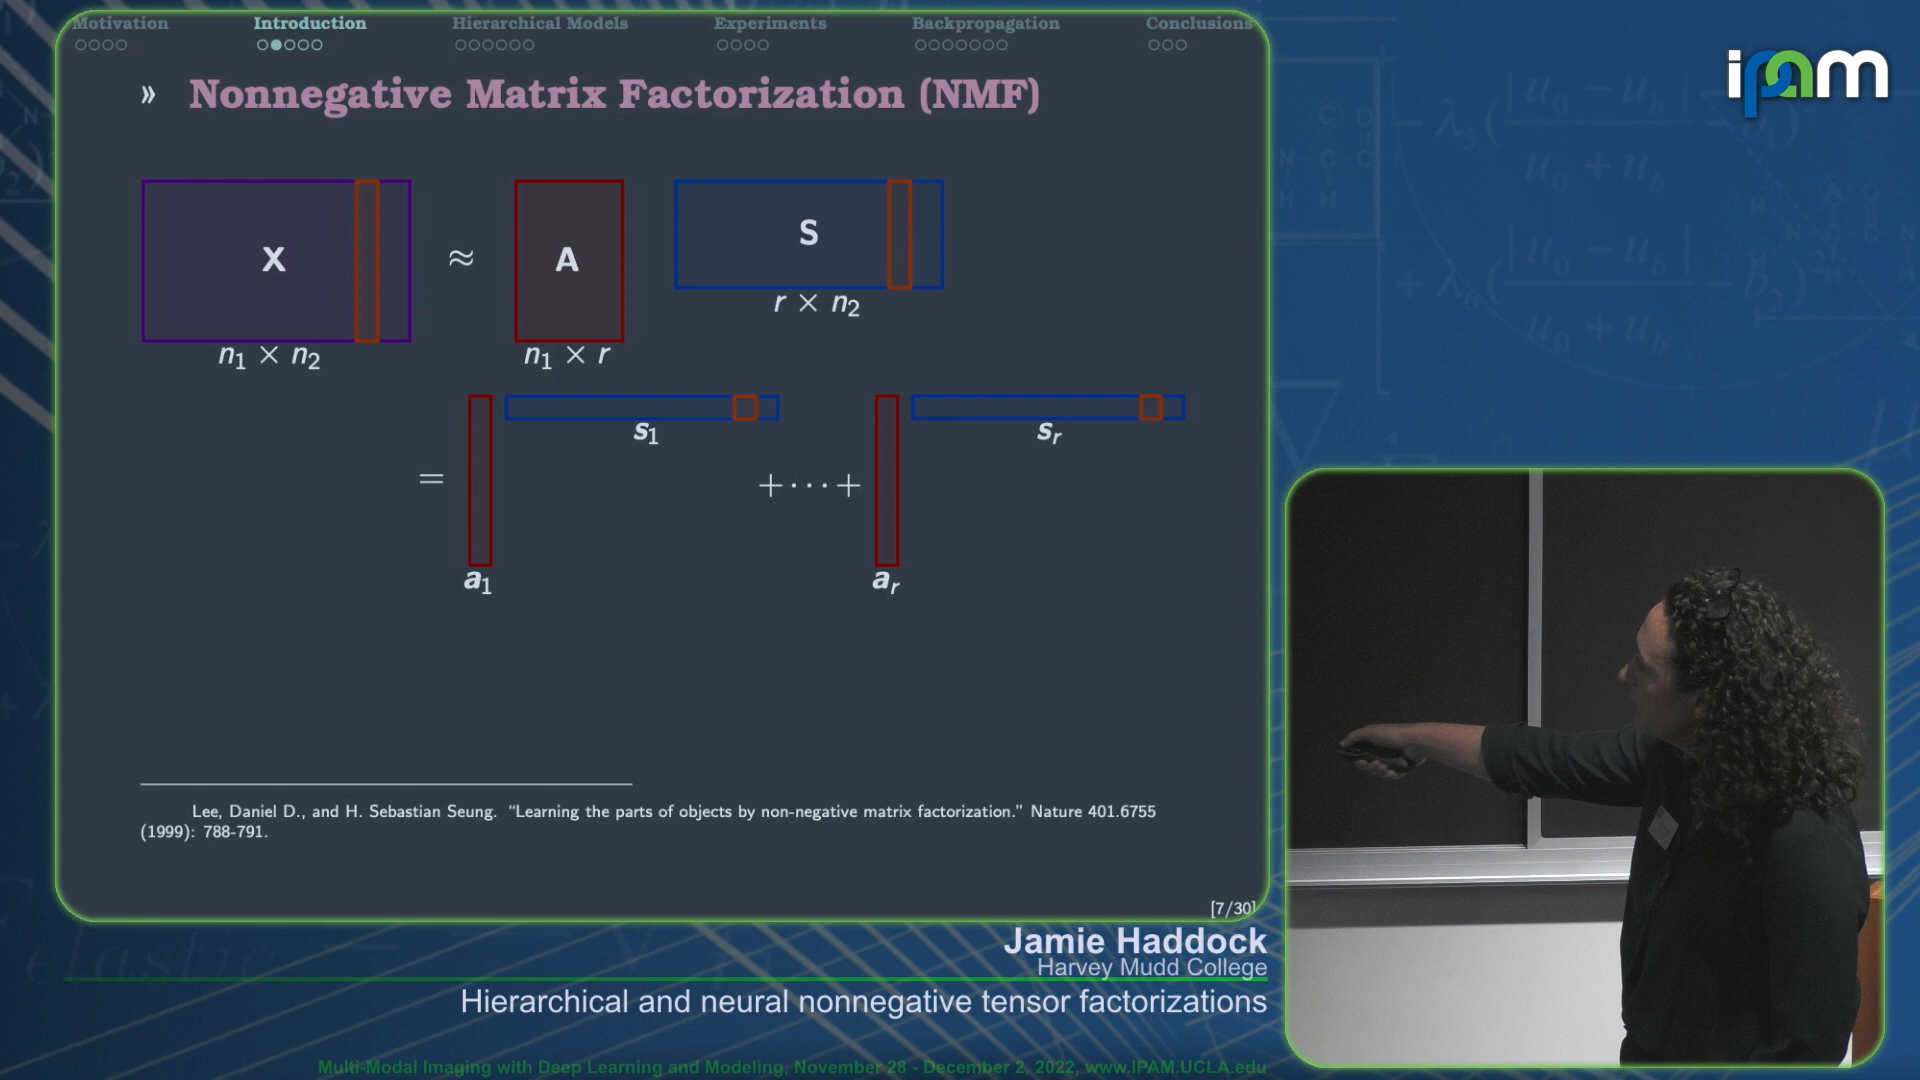 Motivation Introduction Hierarchical Models Experiments Backpropagation Conclusions
» Nonnegative Matrix Factorization (NMF)
X ≈ A S
r × n₂
n₁ × n₂ n₁ × r
s₁ sᵣ
= +···+
a₁ aᵣ
Lee, Daniel D., and H. Sebastian Seung. “Learning the parts of objects by non-negative matrix factorization.” Nature 401.6755
(1999): 788-791.
[7/30]
ipam
Jamie Haddock
Harvey Mudd College
Hierarchical and neural nonnegative tensor factorizations
Multi-Modal Imaging with Deep Learning and Modeling, November 28 - December 2, 2022, www.IPAM.UCLA.edu